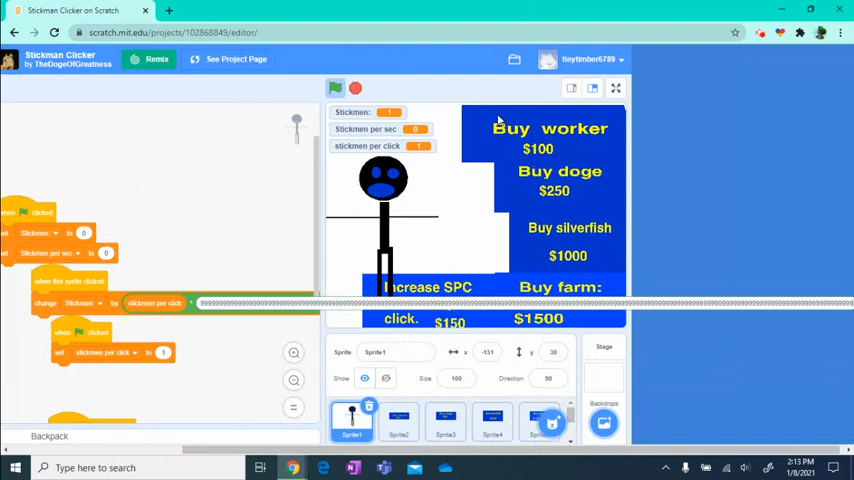 Stickman Clicker on Scratch
scratch.mit.edu/projects/102868849/editor/
Stickman Clicker
by TheDogeOfGreatness
Remix
See Project Page
tinytimber6789
Stickmen: 1
Stickmen per sec 0
stickmen per click 1
Buy worker
$100
Buy doge
$250
Buy silverfish
$1000
Increase SPC
click. $150
Buy farm:
$1500
when clicked
set Stickmen to 0
set Stickmen per sec to 0
when this sprite clicked
change Stickmen by stickmen per click *
when clicked
set stickmen per click to 1
Sprite Sprite1 x -131 y 30
Show Size 100 Direction 90
Stage
Backdrops
Sprite1
Sprite2
Sprite3
Sprite4
Backpack
Type here to search
2:13 PM
1/8/2021